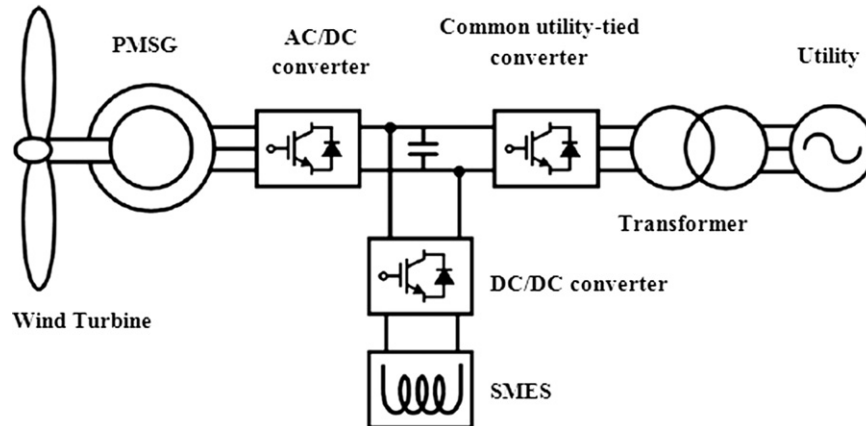 PMSG
AC/DC
converter
Common utility-tied
converter
Utility
Transformer
DC/DC converter
Wind Turbine
SMES